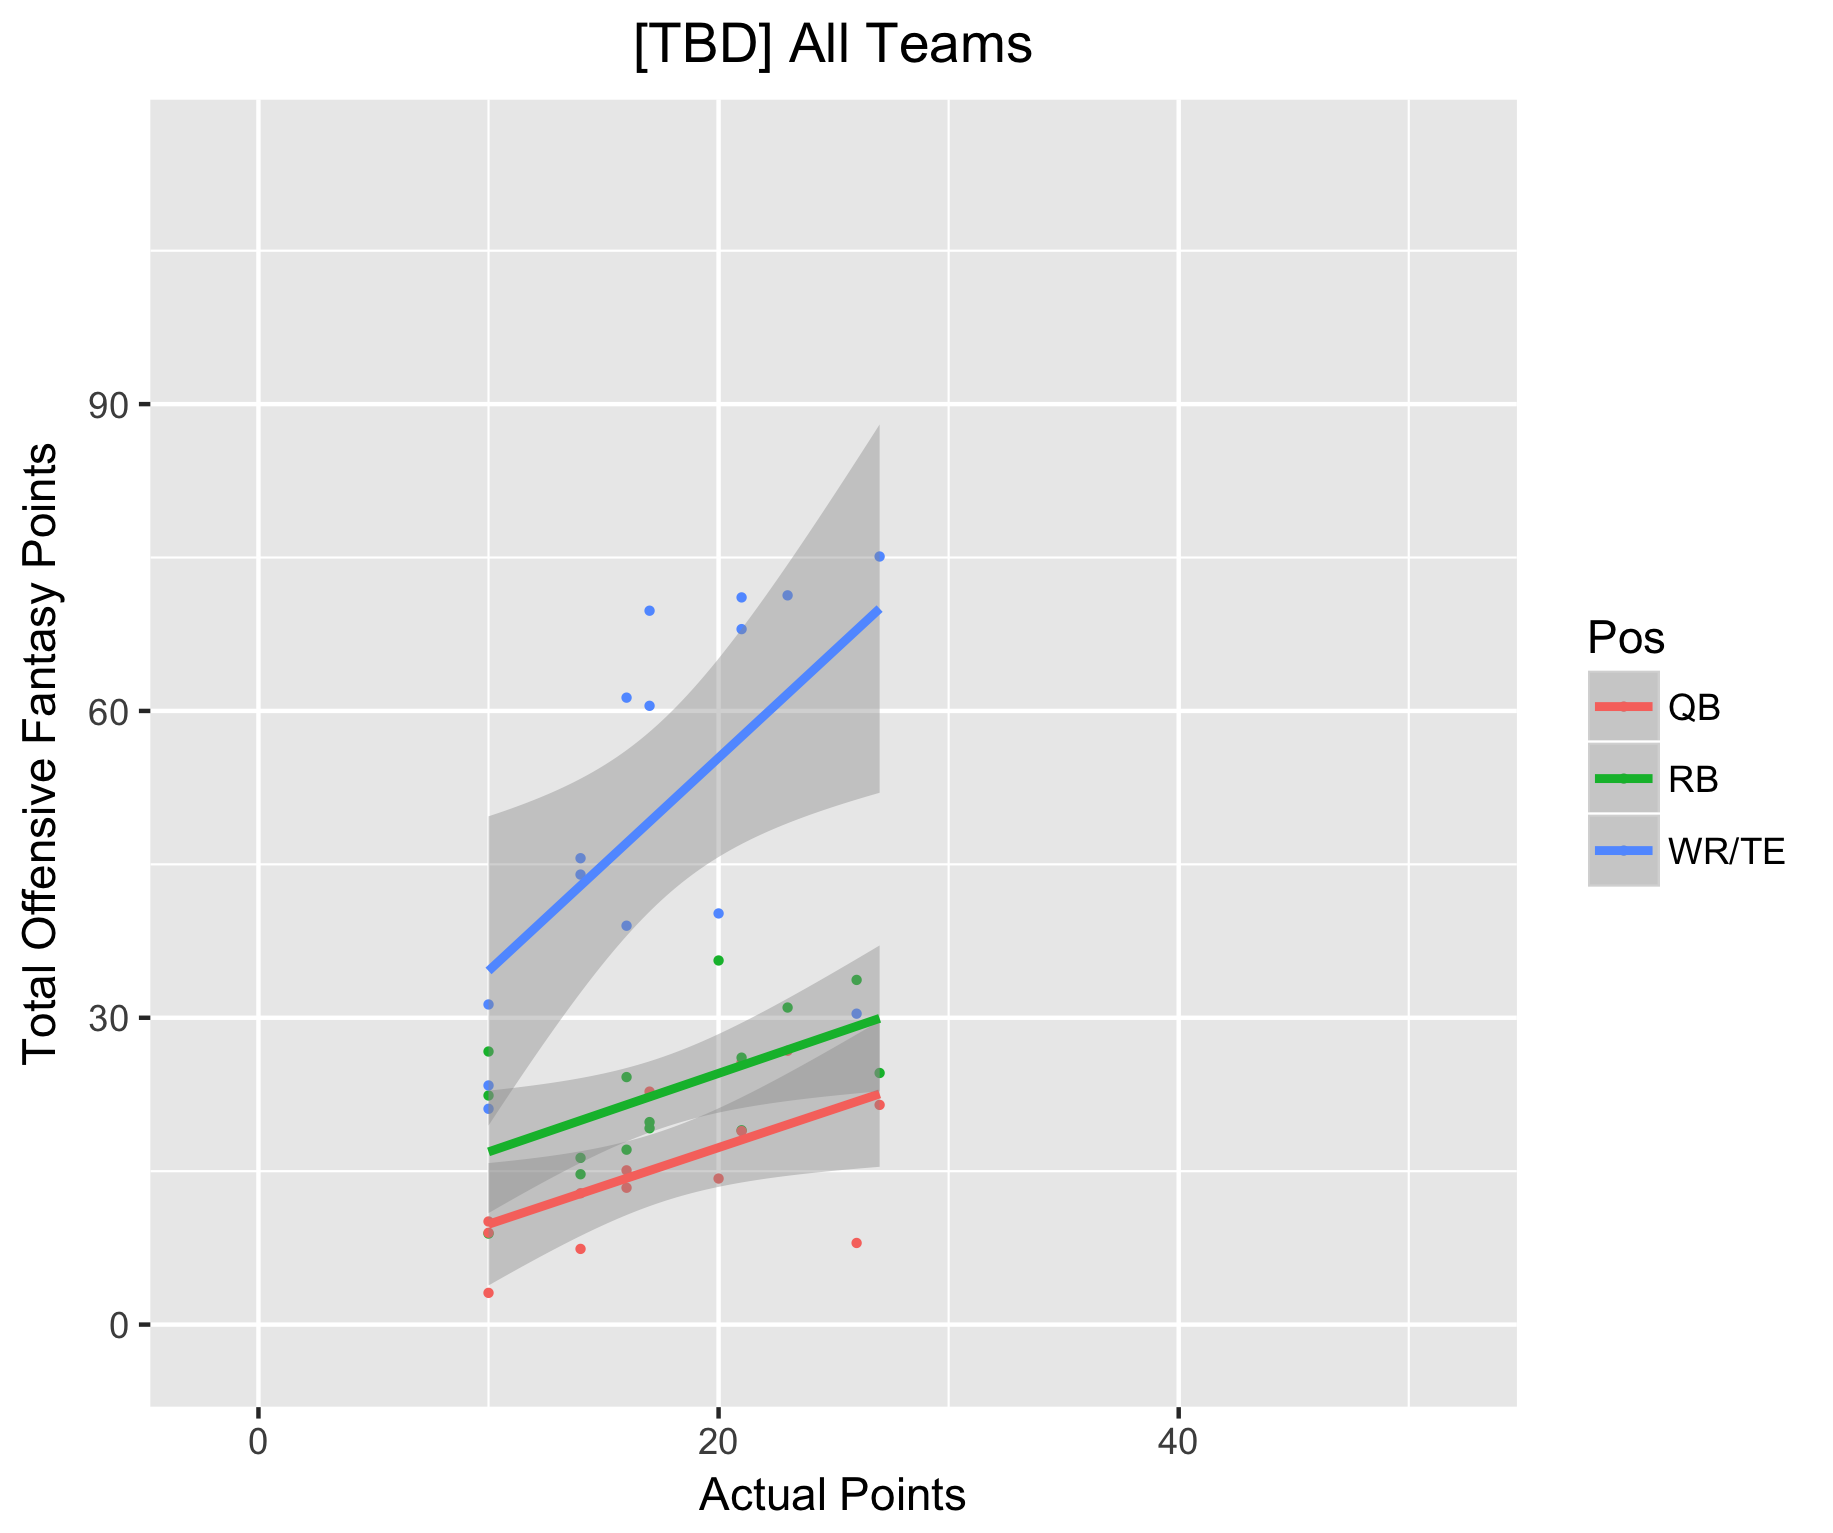 [TBD] All Teams
Total Offensive Fantasy Points
90
60
30
0
0 20 40
Actual Points
Pos
QB
RB
WR/TE